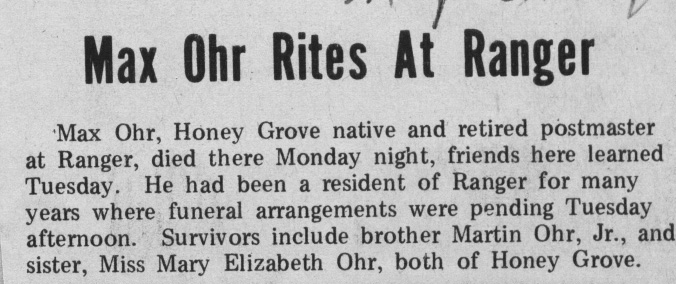 Max Ohr Rites At Ranger
Max Ohr, Honey Grove native and retired postmaster
at Ranger, died there Monday night, friends here learned
Tuesday. He had been a resident of Ranger for many
years where funeral arrangements were pending Tuesday
afternoon. Survivors include brother Martin Ohr, Jr., and
sister, Miss Mary Elizabeth Ohr, both of Honey Grove.